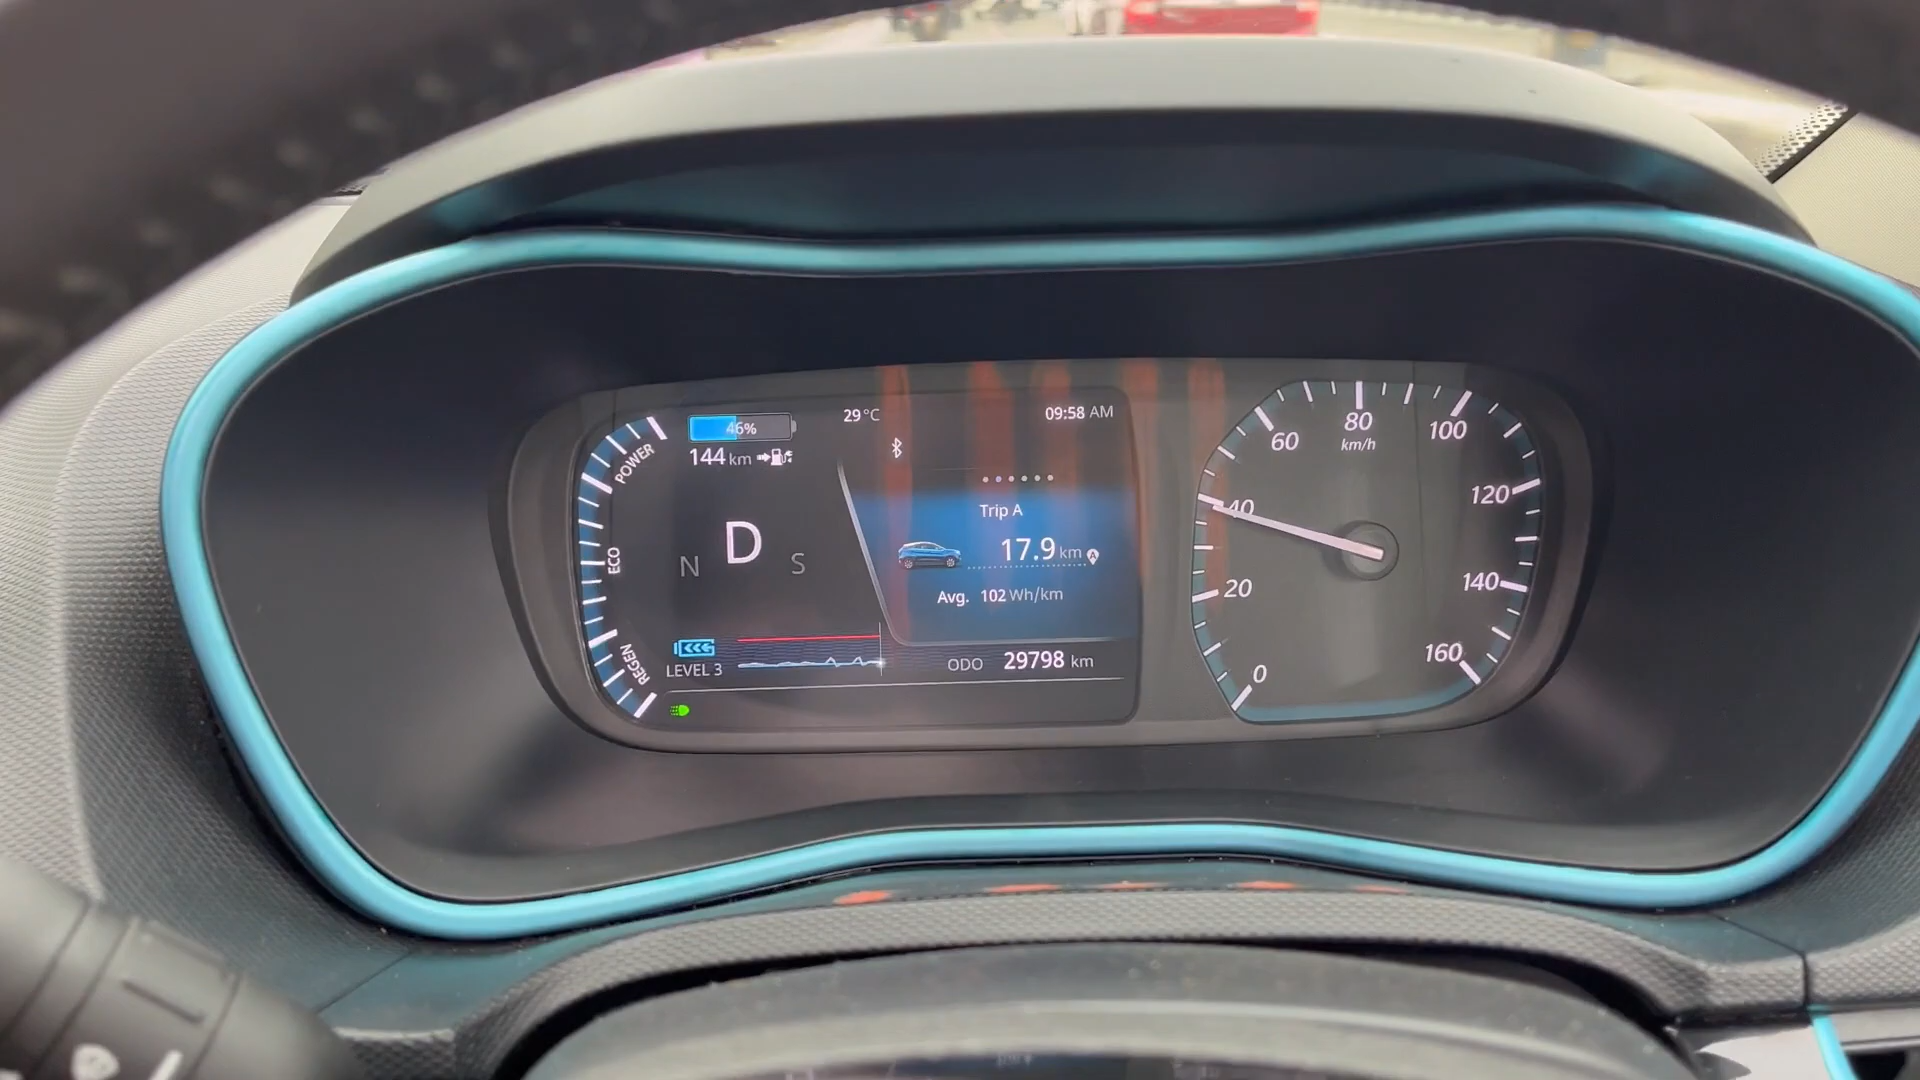 46%
144 km
29°C
09:58 AM
POWER
ECO
REGEN
N D S
Trip A
17.9 km
A
Avg. 102 Wh/km
LEVEL 3
ODO 29798 km
0
20
40
60
80
km/h
100
120
140
160